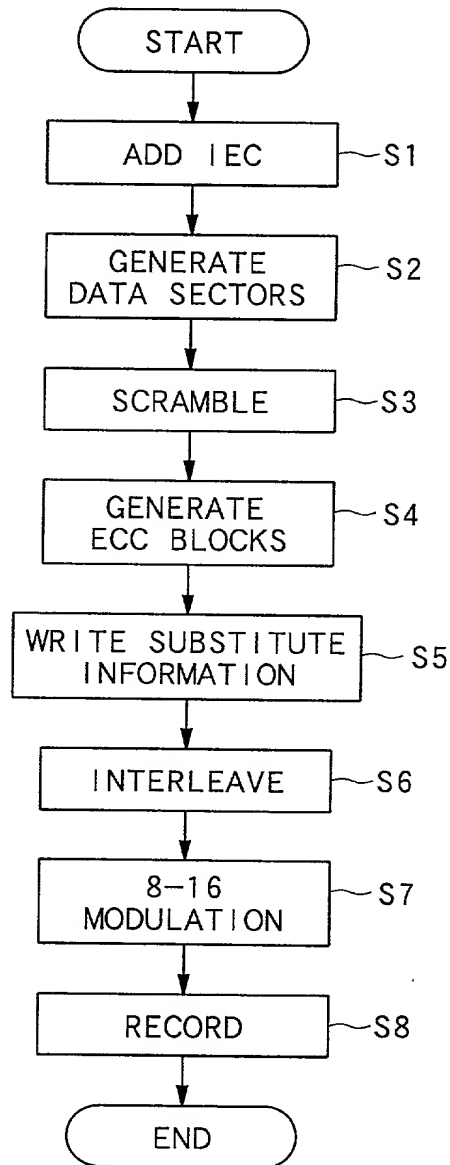 START
ADD IEC
S1
GENERATE
DATA SECTORS
S2
SCRAMBLE
S3
GENERATE
ECC BLOCKS
S4
WRITE SUBSTITUTE
INFORMATION
S5
INTERLEAVE
S6
8-16
MODULATION
S7
RECORD
S8
END